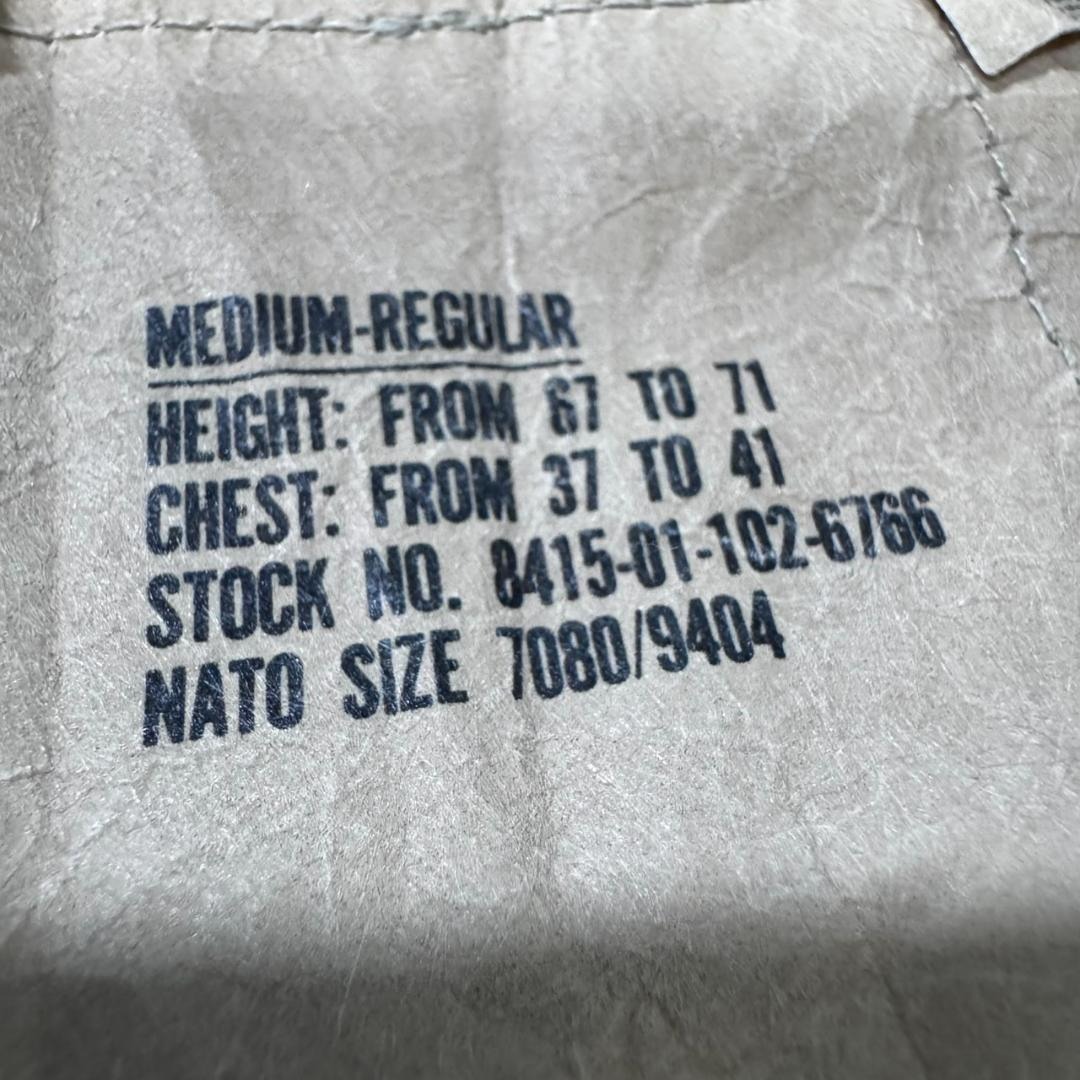 MEDIUM-REGULAR
HEIGHT: FROM 67 TO 71
CHEST: FROM 37 TO 41
STOCK NO. 8415-01-102-6766
NATO SIZE 7080/9404